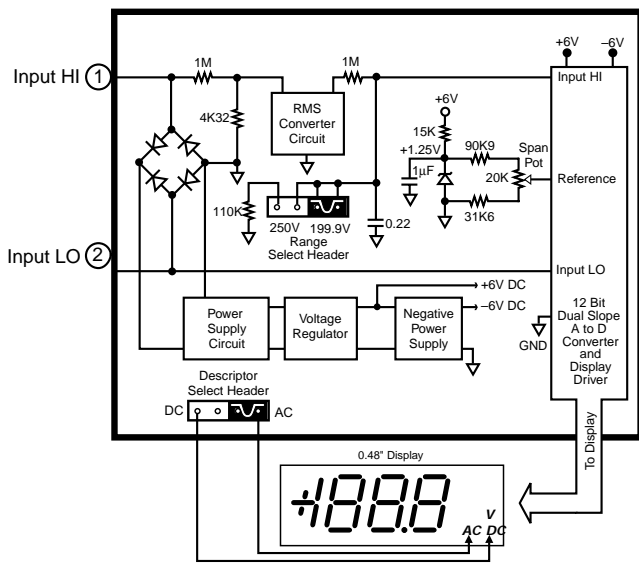 +6V
–6V
Input HI 1
1M
1M
Input HI
4K32
RMS
Converter
Circuit
+6V
15K
+1.25V
90K9
Span
Pot
1µF
20K
Reference
110K
250V
199.9V
Range
Select Header
0.22
31K6
Input LO 2
Input LO
+6V DC
–6V DC
Power
Supply
Circuit
Voltage
Regulator
Negative
Power
Supply
GND
12 Bit
Dual Slope
A to D
Converter
and
Display
Driver
Descriptor
Select Header
DC
AC
To Display
0.48" Display
188.8
V
AC DC